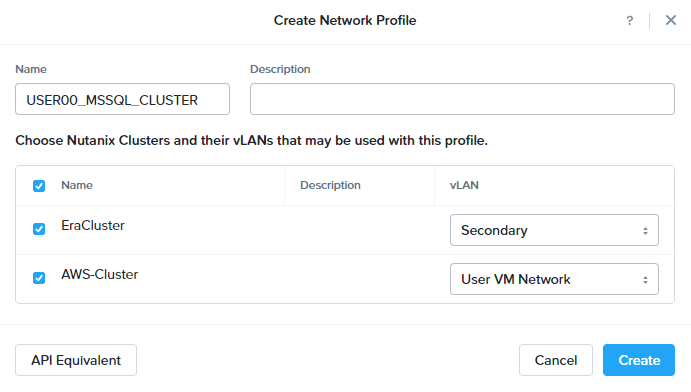 Create Network Profile
?
Name Description
USER00_MSSQL_CLUSTER
Choose Nutanix Clusters and their vLANs that may be used with this profile.
Name Description vLAN
EraCluster Secondary
AWS-Cluster User VM Network
API Equivalent Cancel Create